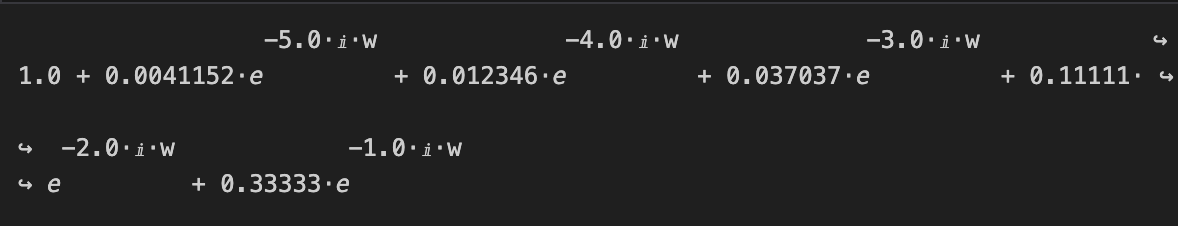 -5.0⋅ⅈ⋅w -4.0⋅ⅈ⋅w -3.0⋅ⅈ⋅w ↪
1.0 + 0.0041152⋅ℯ + 0.012346⋅ℯ + 0.037037⋅ℯ + 0.11111⋅ ↪
↪ -2.0⋅ⅈ⋅w -1.0⋅ⅈ⋅w
↪ ℯ + 0.33333⋅ℯ